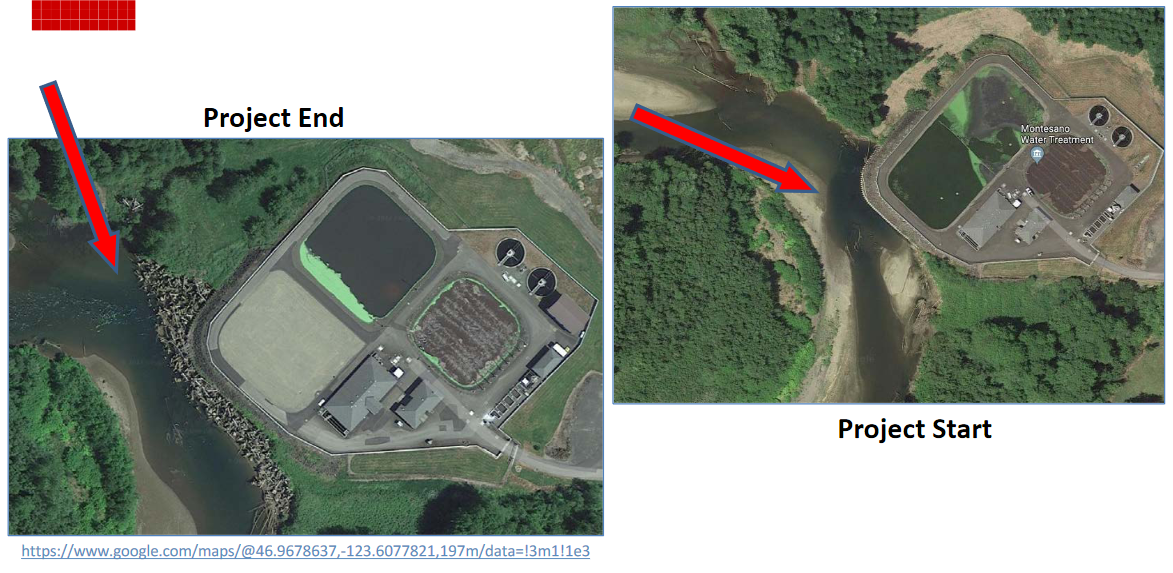 Project End
Montesano
Water Treatment
Project Start
https://www.google.com/maps/@46.9678637,-123.6077821,197m/data=!3m1!1e3